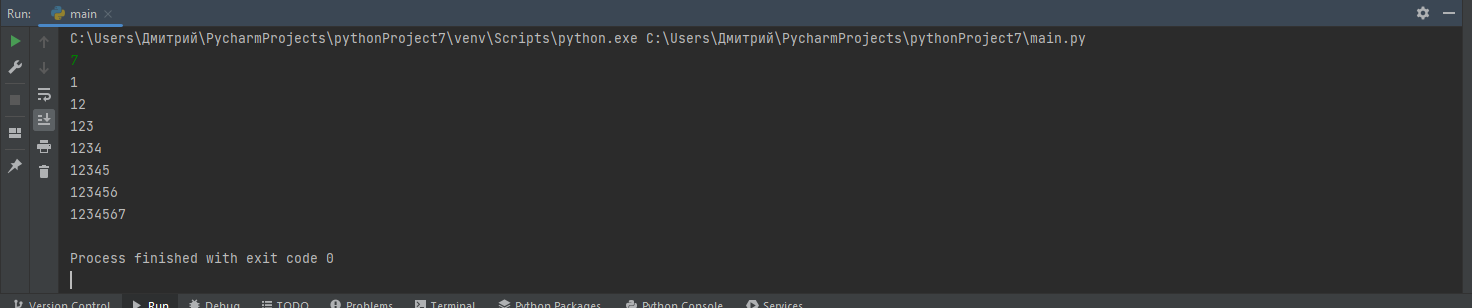 Run: main
C:\Users\Дмитрий\PycharmProjects\pythonProject7\venv\Scripts\python.exe C:\Users\Дмитрий\PycharmProjects\pythonProject7\main.py
7
1
12
123
1234
12345
123456
1234567
Process finished with exit code 0
Version Control Run Debug TODO Problems Terminal Python Packages Python Console Services